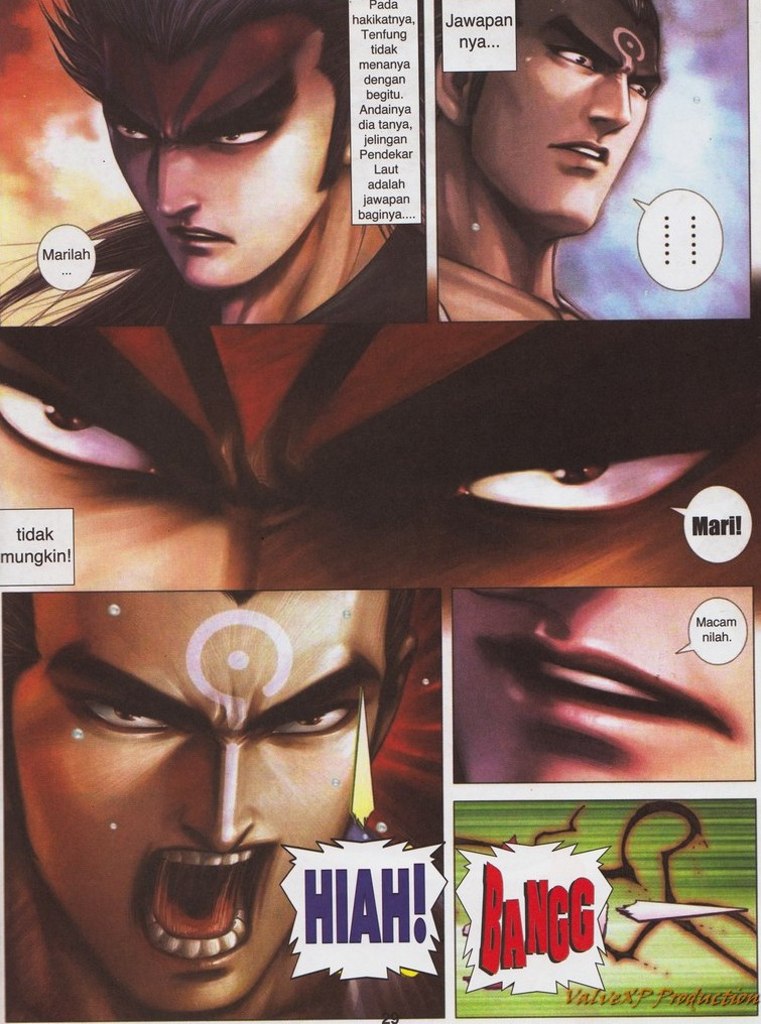 Pada
hakikatnya,
Tenfung
tidak
menanya
dengan
begitu.
Andainya
dia tanya,
jelingan
Pendekar
Laut
adalah
jawapan
baginya....
Marilah
...
Jawapan
nya...
tidak
mungkin!
Mari!
Macam
nilah.
HIAH!
BANGG
ValveXP Production
29